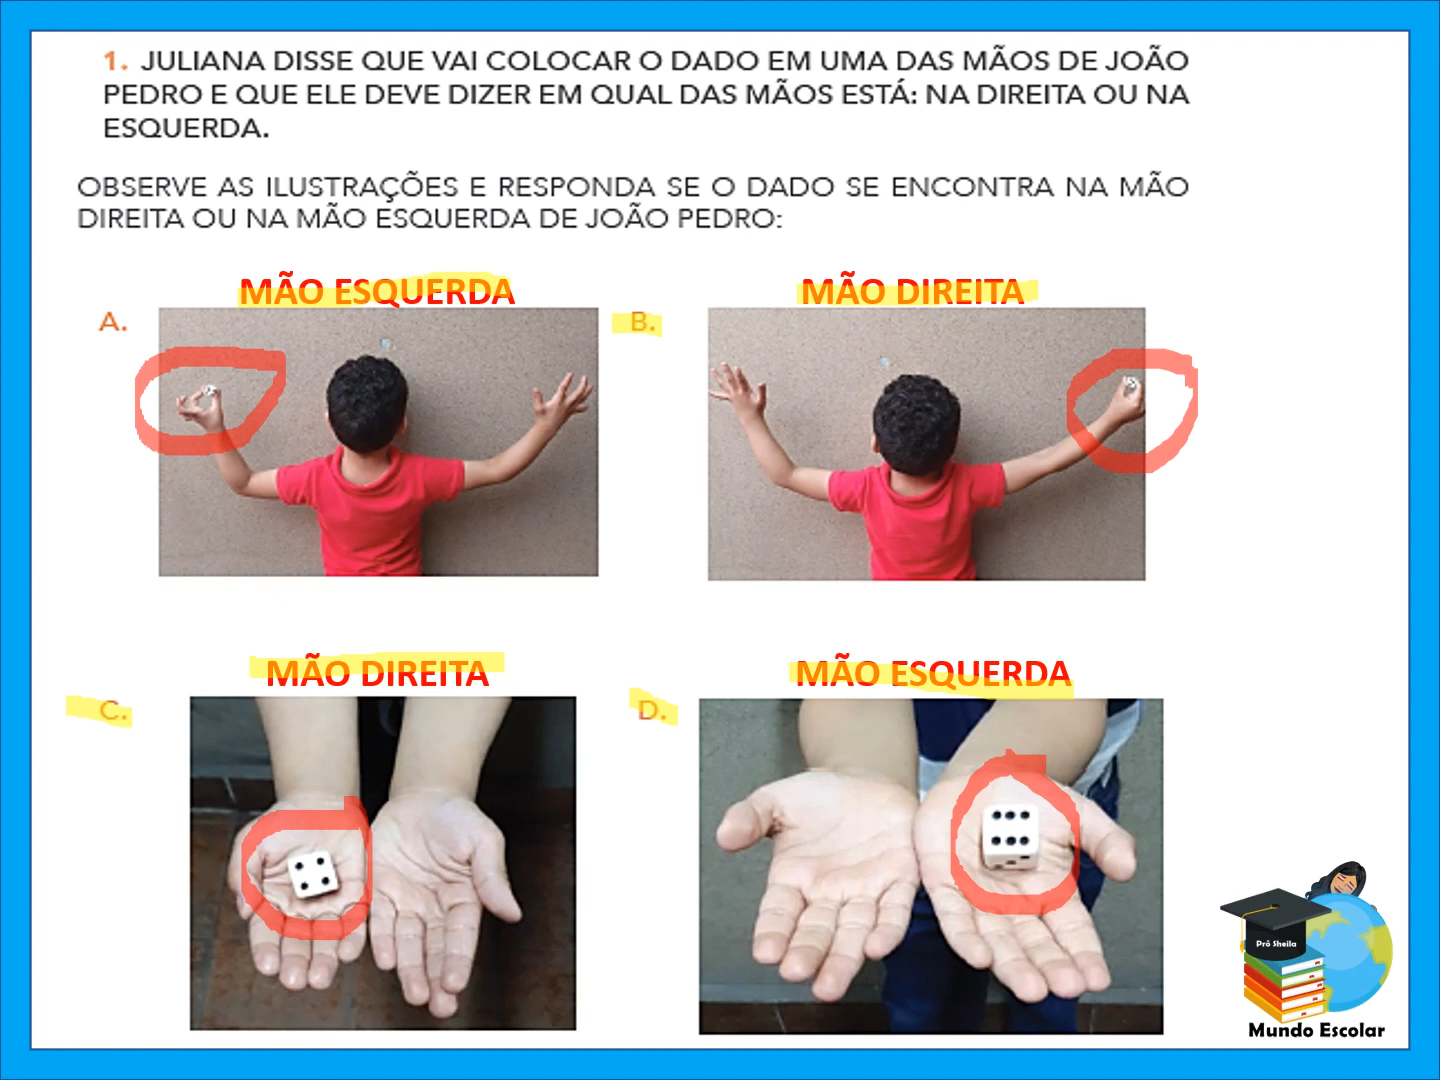 1. JULIANA DISSE QUE VAI COLOCAR O DADO EM UMA DAS MÃOS DE JOÃO
PEDRO E QUE ELE DEVE DIZER EM QUAL DAS MÃOS ESTÁ: NA DIREITA OU NA
ESQUERDA.
OBSERVE AS ILUSTRAÇÕES E RESPONDA SE O DADO SE ENCONTRA NA MÃO
DIREITA OU NA MÃO ESQUERDA DE JOÃO PEDRO:
MÃO ESQUERDA
A.
MÃO DIREITA
B.
MÃO DIREITA
C.
MÃO ESQUERDA
D.
Prô Sheila
Mundo Escolar